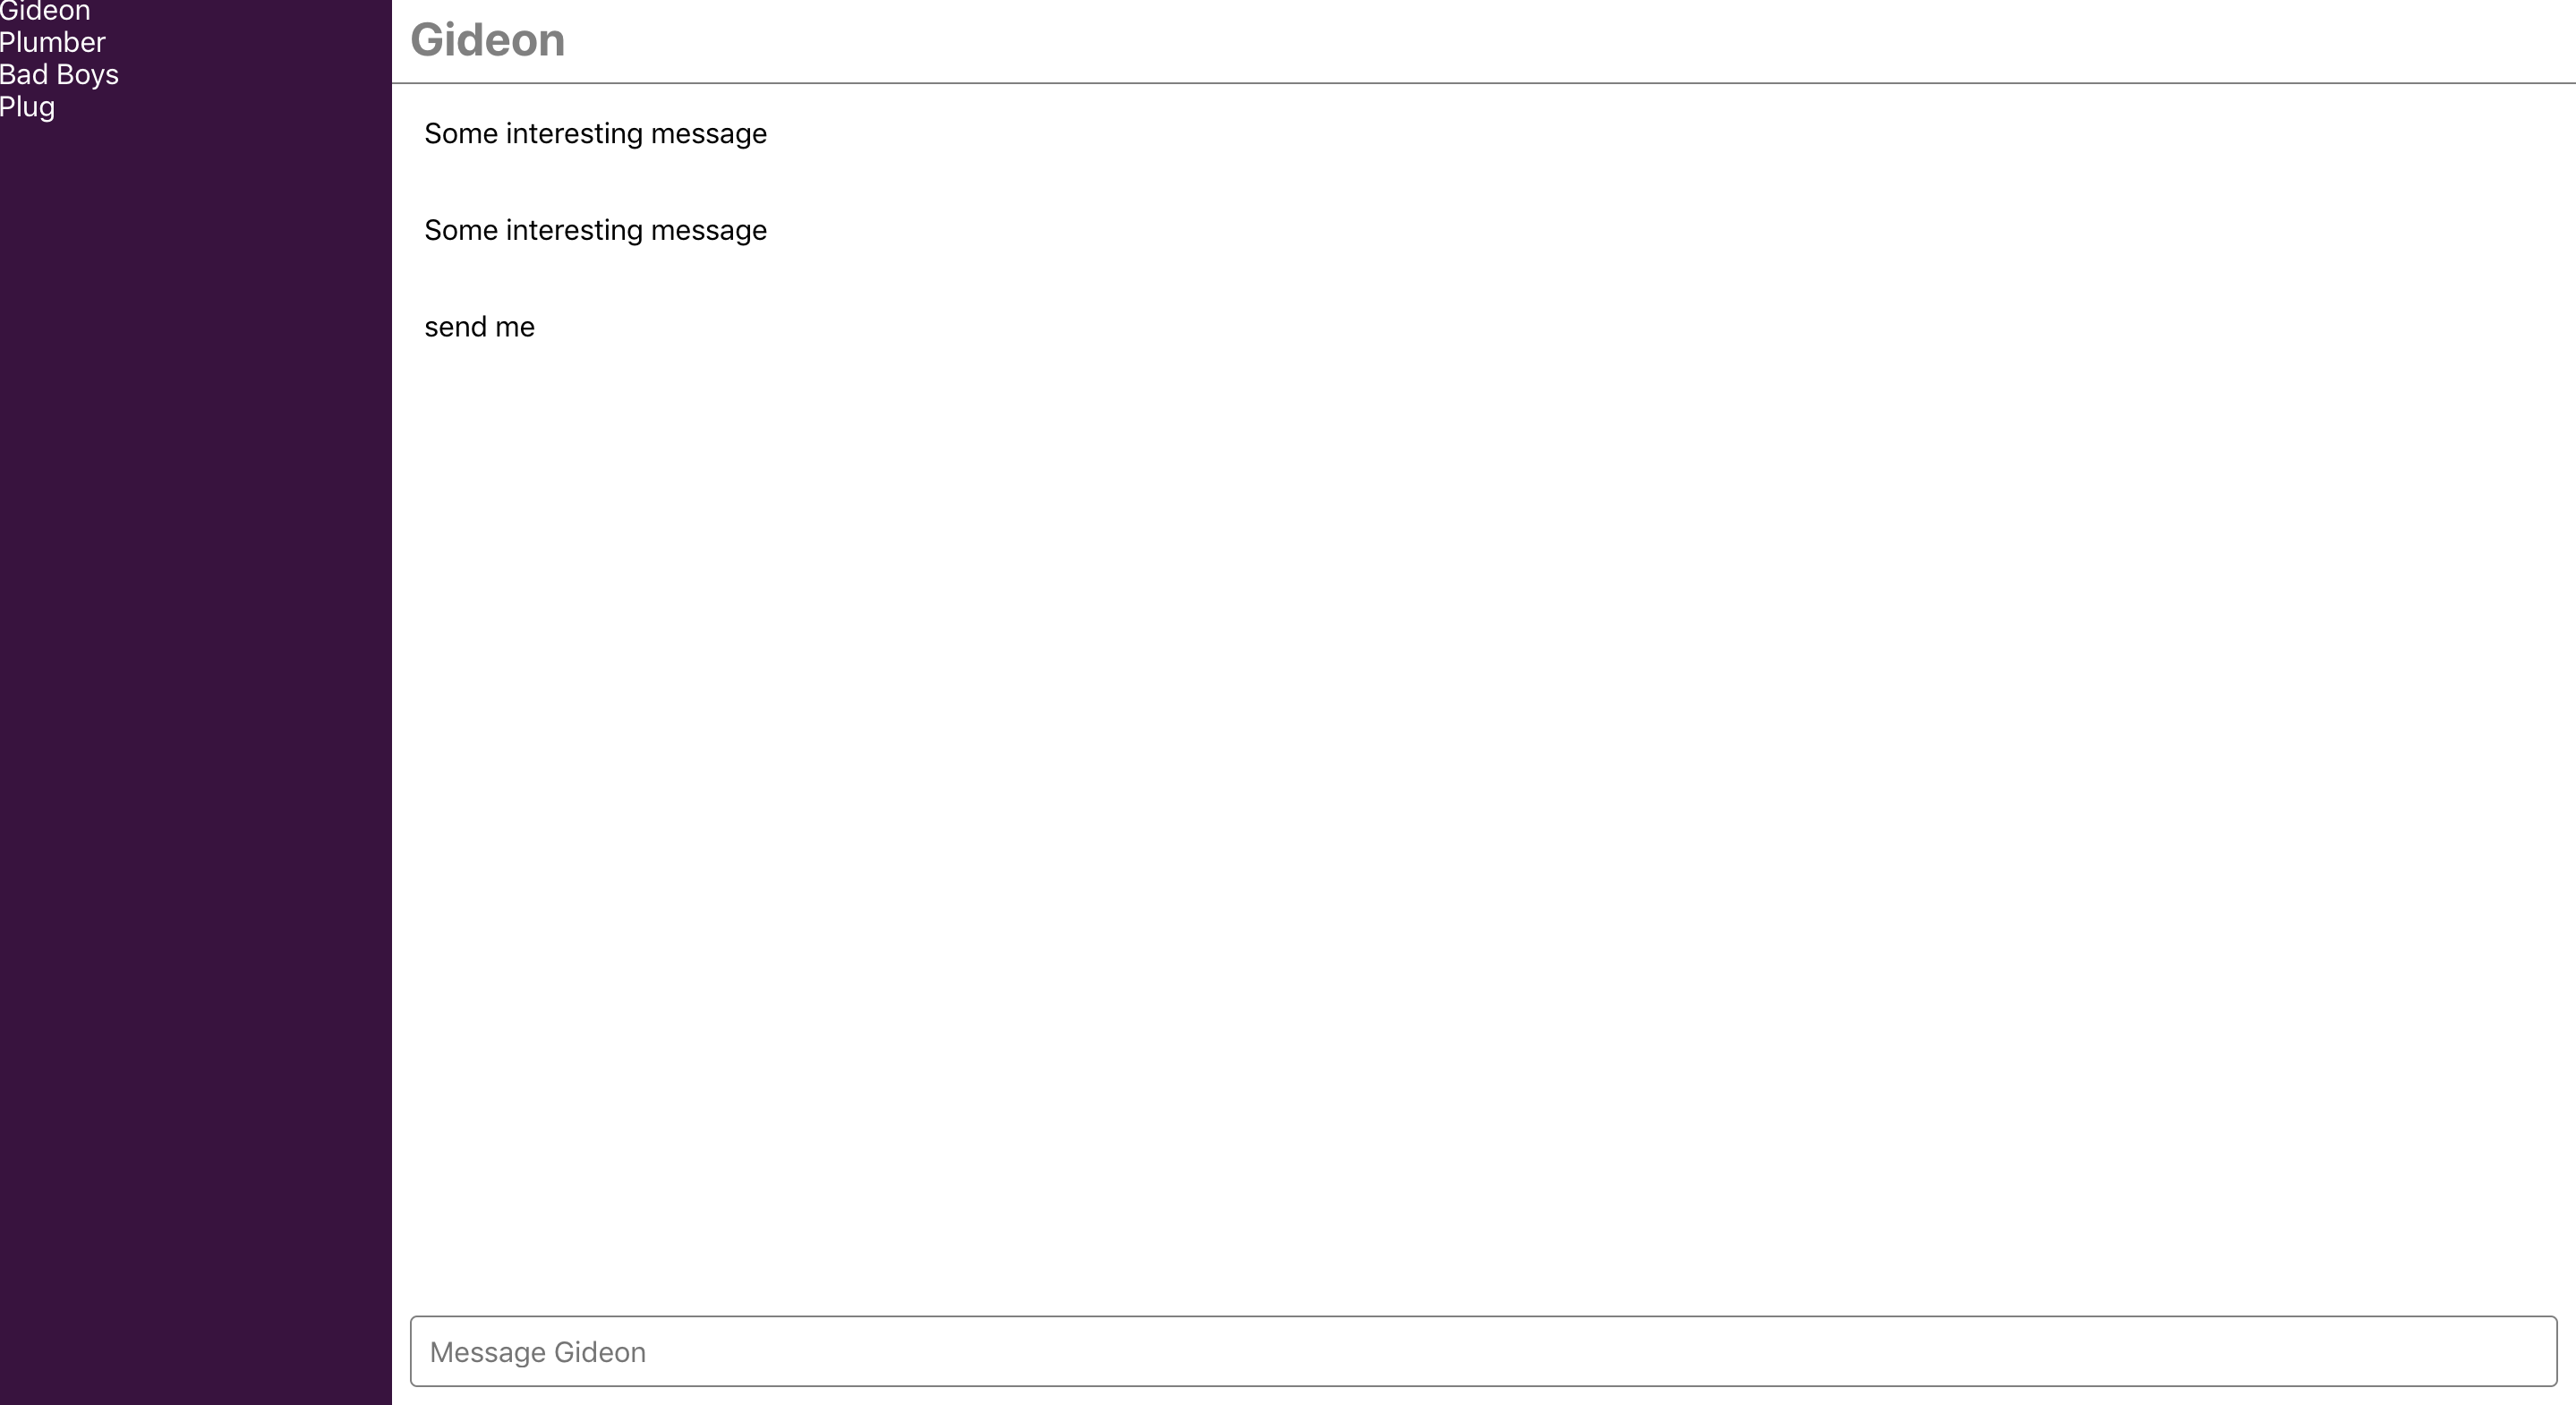 Gideon
Plumber
Bad Boys
Plug
Gideon
Some interesting message
Some interesting message
send me
Message Gideon